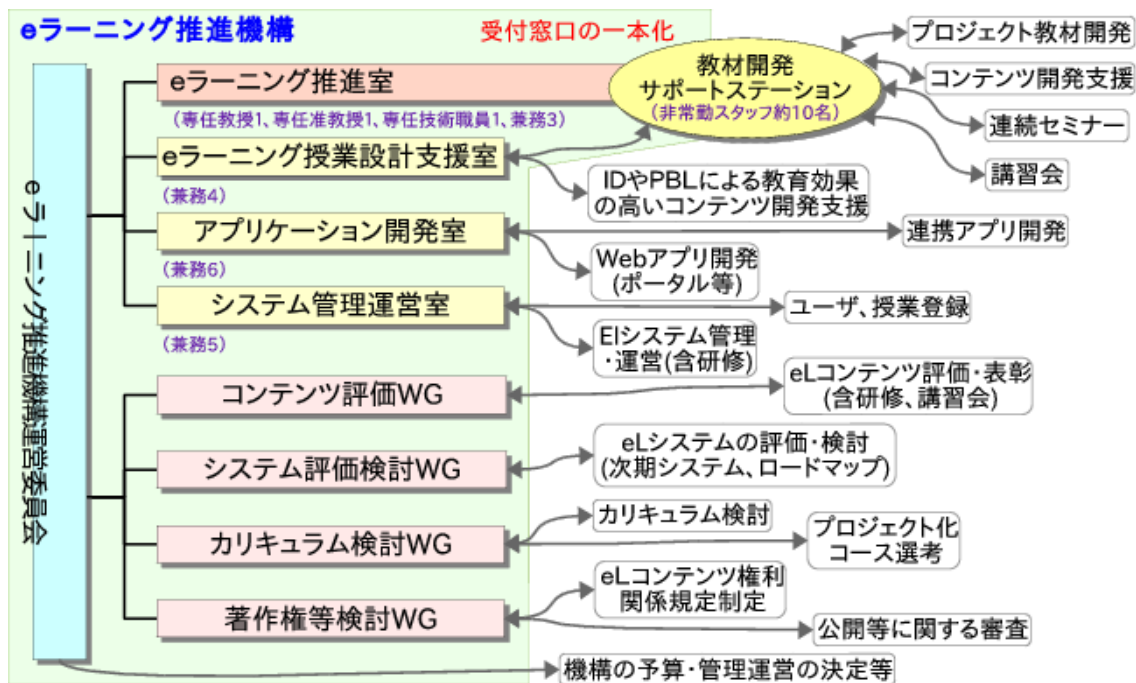 eラーニング推進機構
受付窓口の一本化
eラーニング推進機構運営委員会
eラーニング推進室
(専任教授1、専任准教授1、専任技術職員1、兼務3)
教材開発
サポートステーション
(非常勤スタッフ約10名)
プロジェクト教材開発
コンテンツ開発支援
連続セミナー
講習会
eラーニング授業設計支援室
(兼務4)
IDやPBLによる教育効果
の高いコンテンツ開発支援
アプリケーション開発室
(兼務6)
連携アプリ開発
Webアプリ開発
(ポータル等)
システム管理運営室
(兼務5)
ユーザ、授業登録
Elシステム管理
・運営(含研修)
コンテンツ評価WG
eLコンテンツ評価・表彰
(含研修、講習会)
システム評価検討WG
eLシステムの評価・検討
(次期システム、ロードマップ)
カリキュラム検討WG
カリキュラム検討
プロジェクト化
コース選考
著作権等検討WG
eLコンテンツ権利
関係規定制定
公開等に関する審査
機構の予算・管理運営の決定等